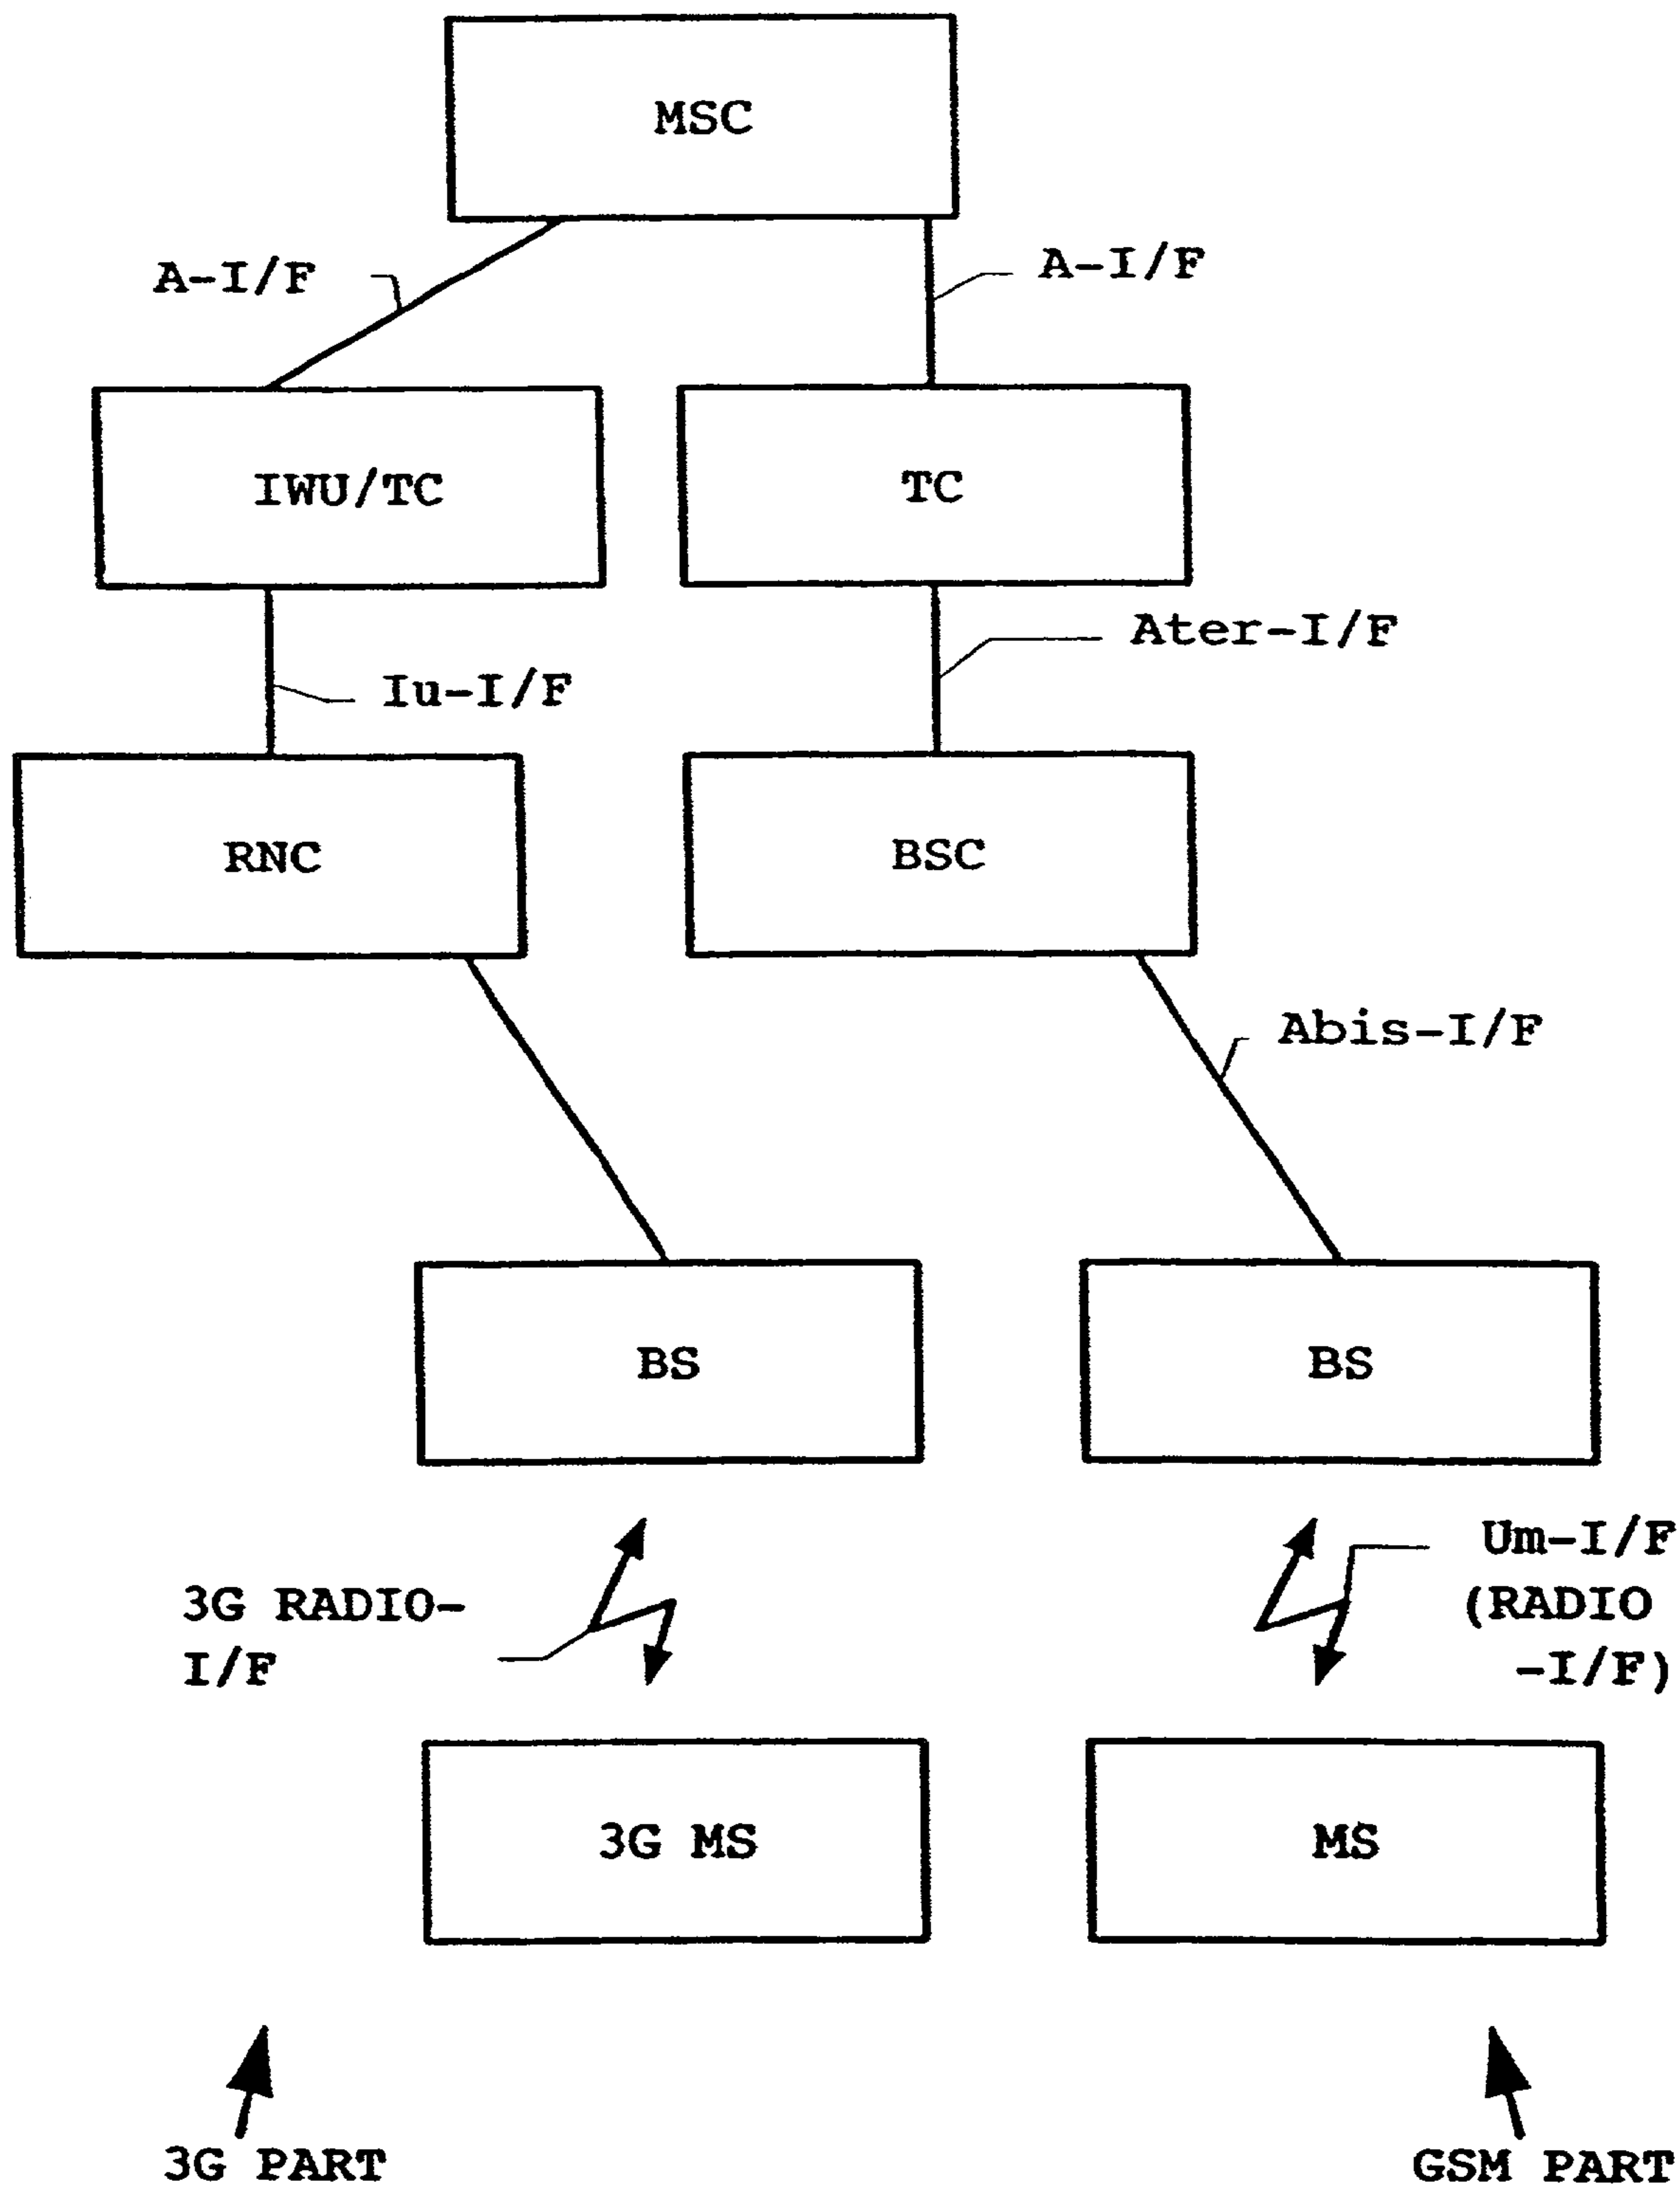 MSC
A-I/F
A-I/F
IWU/TC
TC
Ater-I/F
Iu-I/F
RNC
BSC
Abis-I/F
BS
BS
3G RADIO-
I/F
Um-I/F
(RADIO
-I/F)
3G MS
MS
3G PART
GSM PART